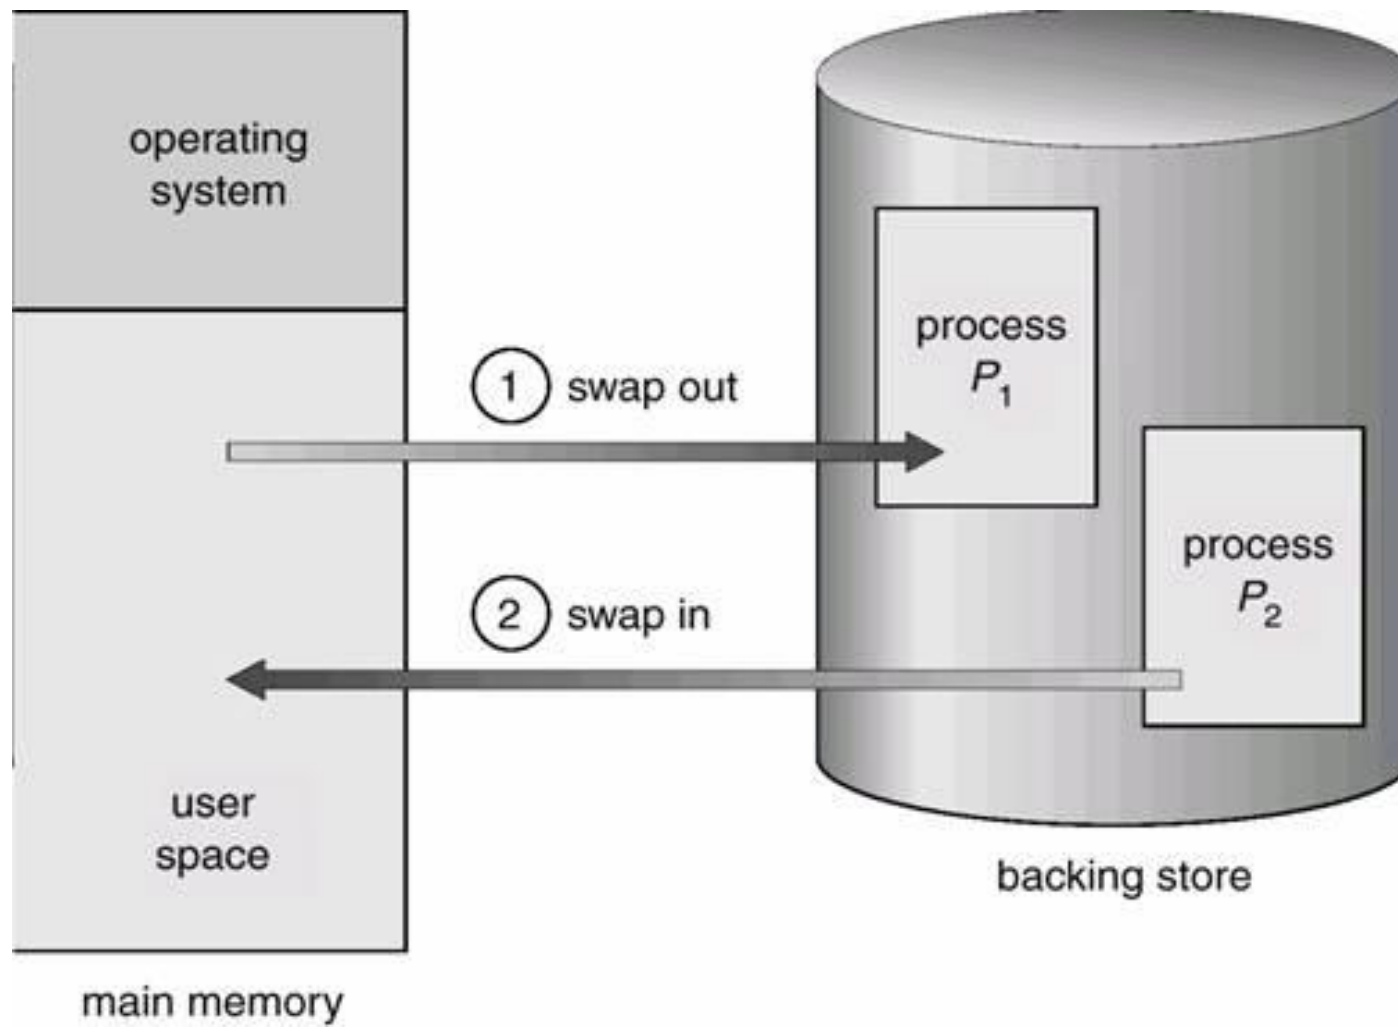 operating
system
process
P1
1 swap out
process
P2
2 swap in
user
space
backing store
main memory